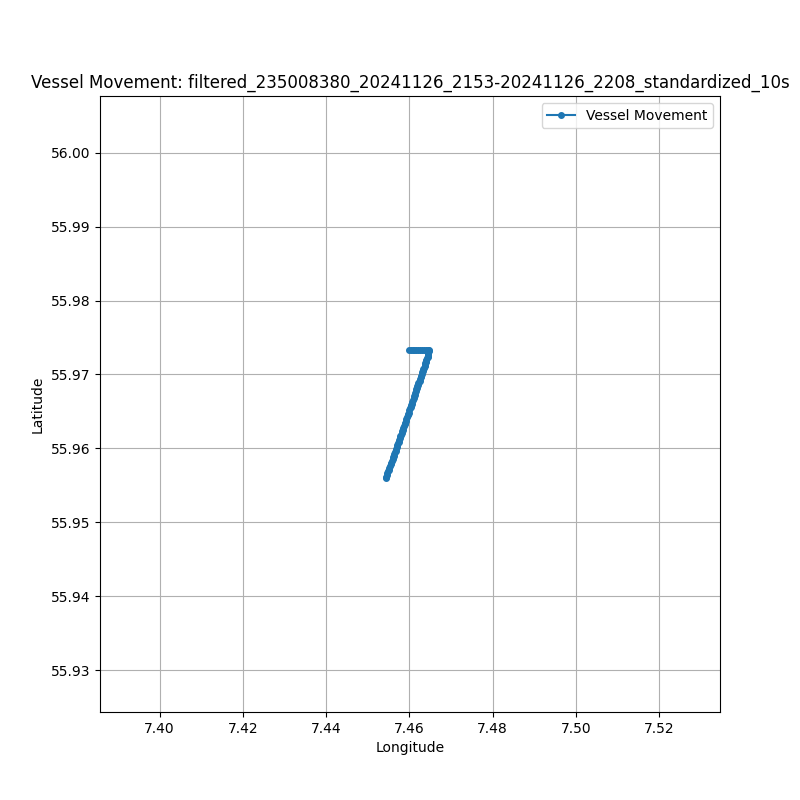 Vessel Movement: filtered_235008380_20241126_2153-20241126_2208_standardized_10s
Vessel Movement
56.00
55.99
55.98
55.97
55.96
55.95
55.94
55.93
Latitude
7.40 7.42 7.44 7.46 7.48 7.50 7.52
Longitude